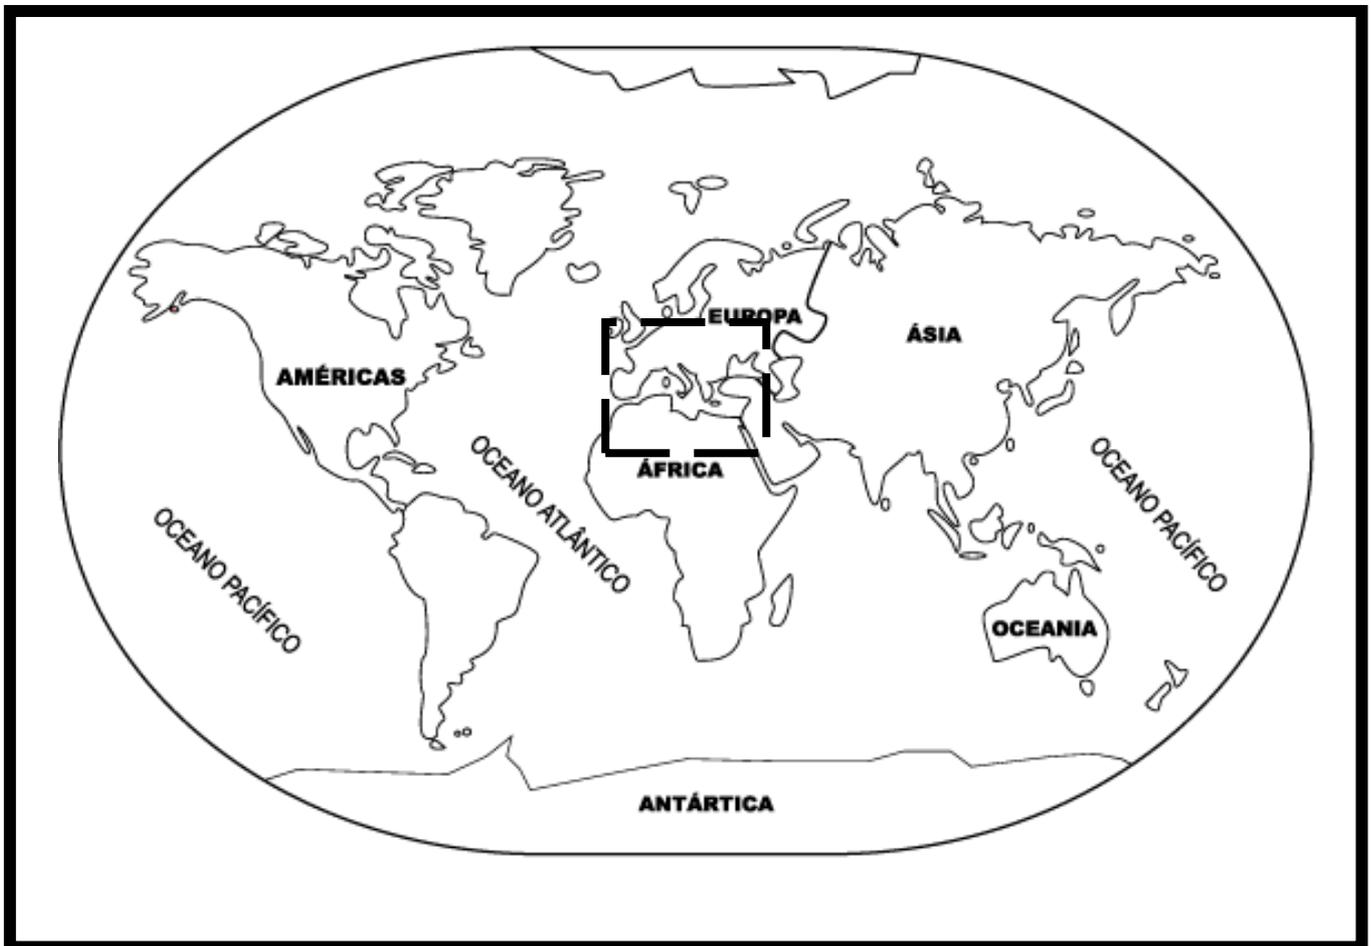 EUROPA
ÁSIA
AMÉRICAS
ÁFRICA
OCEANO ATLÂNTICO
OCEANO PACÍFICO
OCEANO PACÍFICO
OCEANIA
ANTÁRTICA